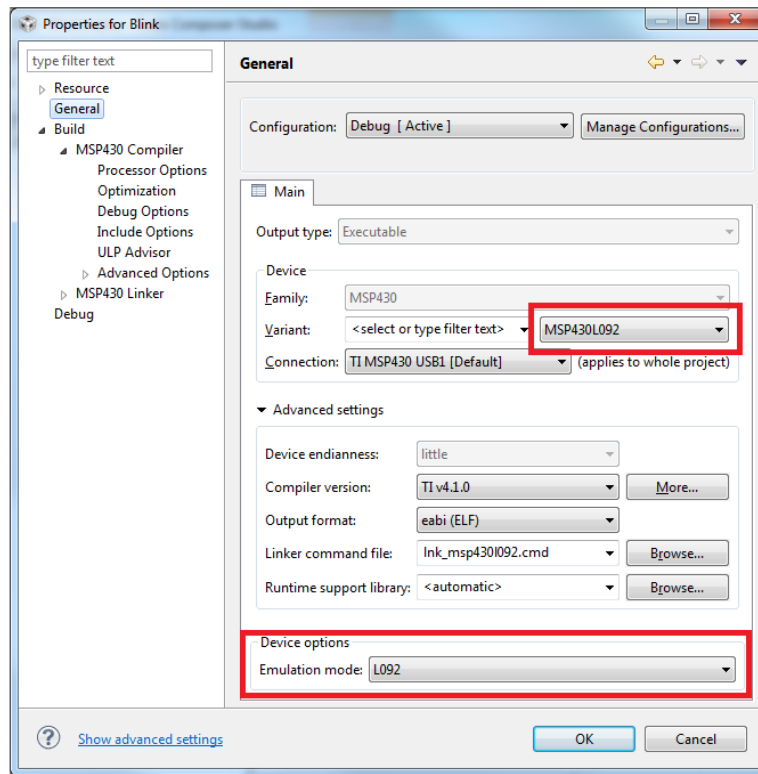 Properties for Blink
type filter text
General
Resource
General
Build
MSP430 Compiler
Processor Options
Optimization
Debug Options
Include Options
ULP Advisor
Advanced Options
MSP430 Linker
Debug
Configuration: Debug [ Active ] Manage Configurations...
Main
Output type: Executable
Device
Family: MSP430
Variant: <select or type filter text> MSP430L092
Connection: TI MSP430 USB1 [Default] (applies to whole project)
Advanced settings
Device endianness: little
Compiler version: TI v4.1.0 More...
Output format: eabi (ELF)
Linker command file: lnk_msp430l092.cmd Browse...
Runtime support library: <automatic> Browse...
Device options
Emulation mode: L092
? Show advanced settings OK Cancel